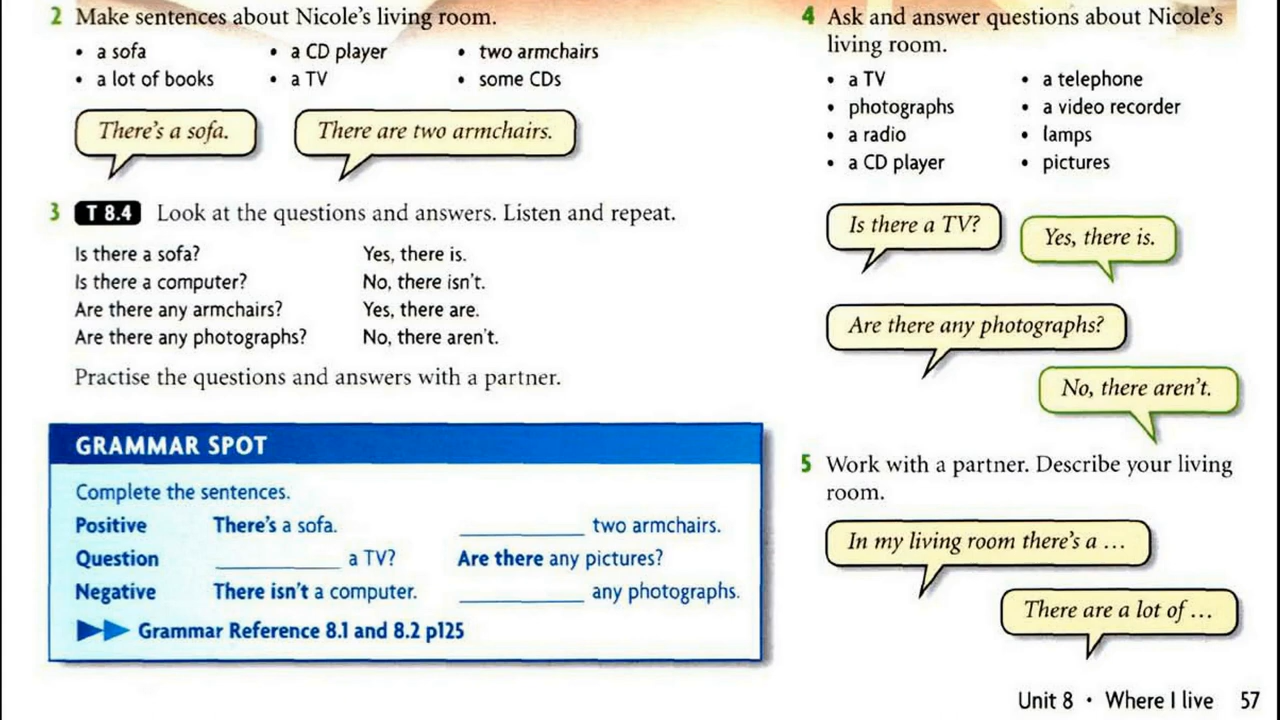 2 Make sentences about Nicole's living room.
• a sofa • a CD player • two armchairs
• a lot of books • a TV • some CDs
There's a sofa. There are two armchairs.
3 T 8.4 Look at the questions and answers. Listen and repeat.
Is there a sofa? Yes, there is.
Is there a computer? No, there isn't.
Are there any armchairs? Yes, there are.
Are there any photographs? No, there aren't.
Practise the questions and answers with a partner.
GRAMMAR SPOT
Complete the sentences.
Positive There's a sofa. __________ two armchairs.
Question __________ a TV? Are there any pictures?
Negative There isn't a computer. __________ any photographs.
Grammar Reference 8.1 and 8.2 p125
4 Ask and answer questions about Nicole's
living room.
• a TV • a telephone
• photographs • a video recorder
• a radio • lamps
• a CD player • pictures
Is there a TV?
Yes, there is.
Are there any photographs?
No, there aren't.
5 Work with a partner. Describe your living
room.
In my living room there's a ...
There are a lot of ...
Unit 8 • Where I live 57